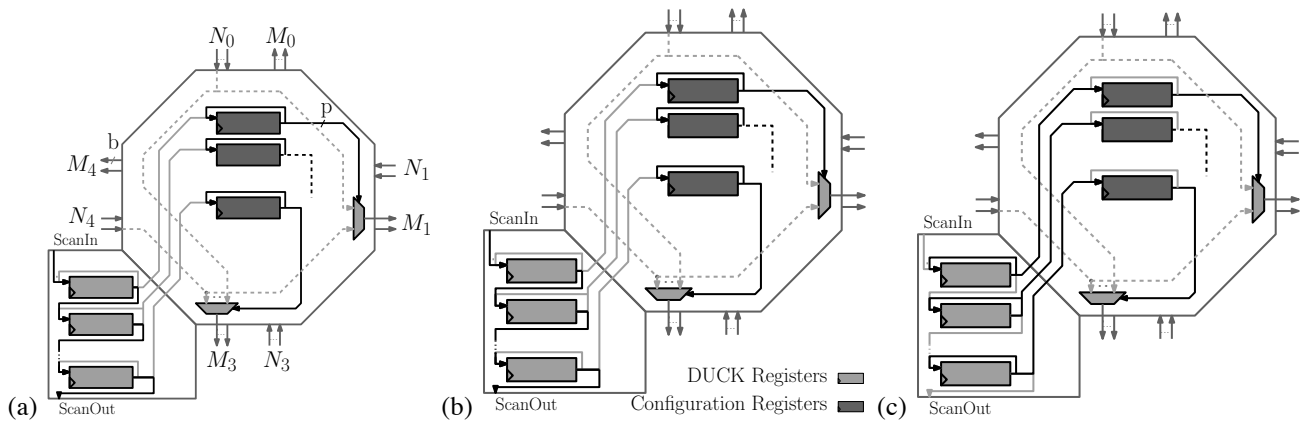 N₀ M₀
p
b
M₄
N₁
N₄
M₁
ScanIn
M₃ N₃
(a) ScanOut
ScanIn
(b) ScanOut
DUCK Registers
Configuration Registers
ScanIn
(c) ScanOut